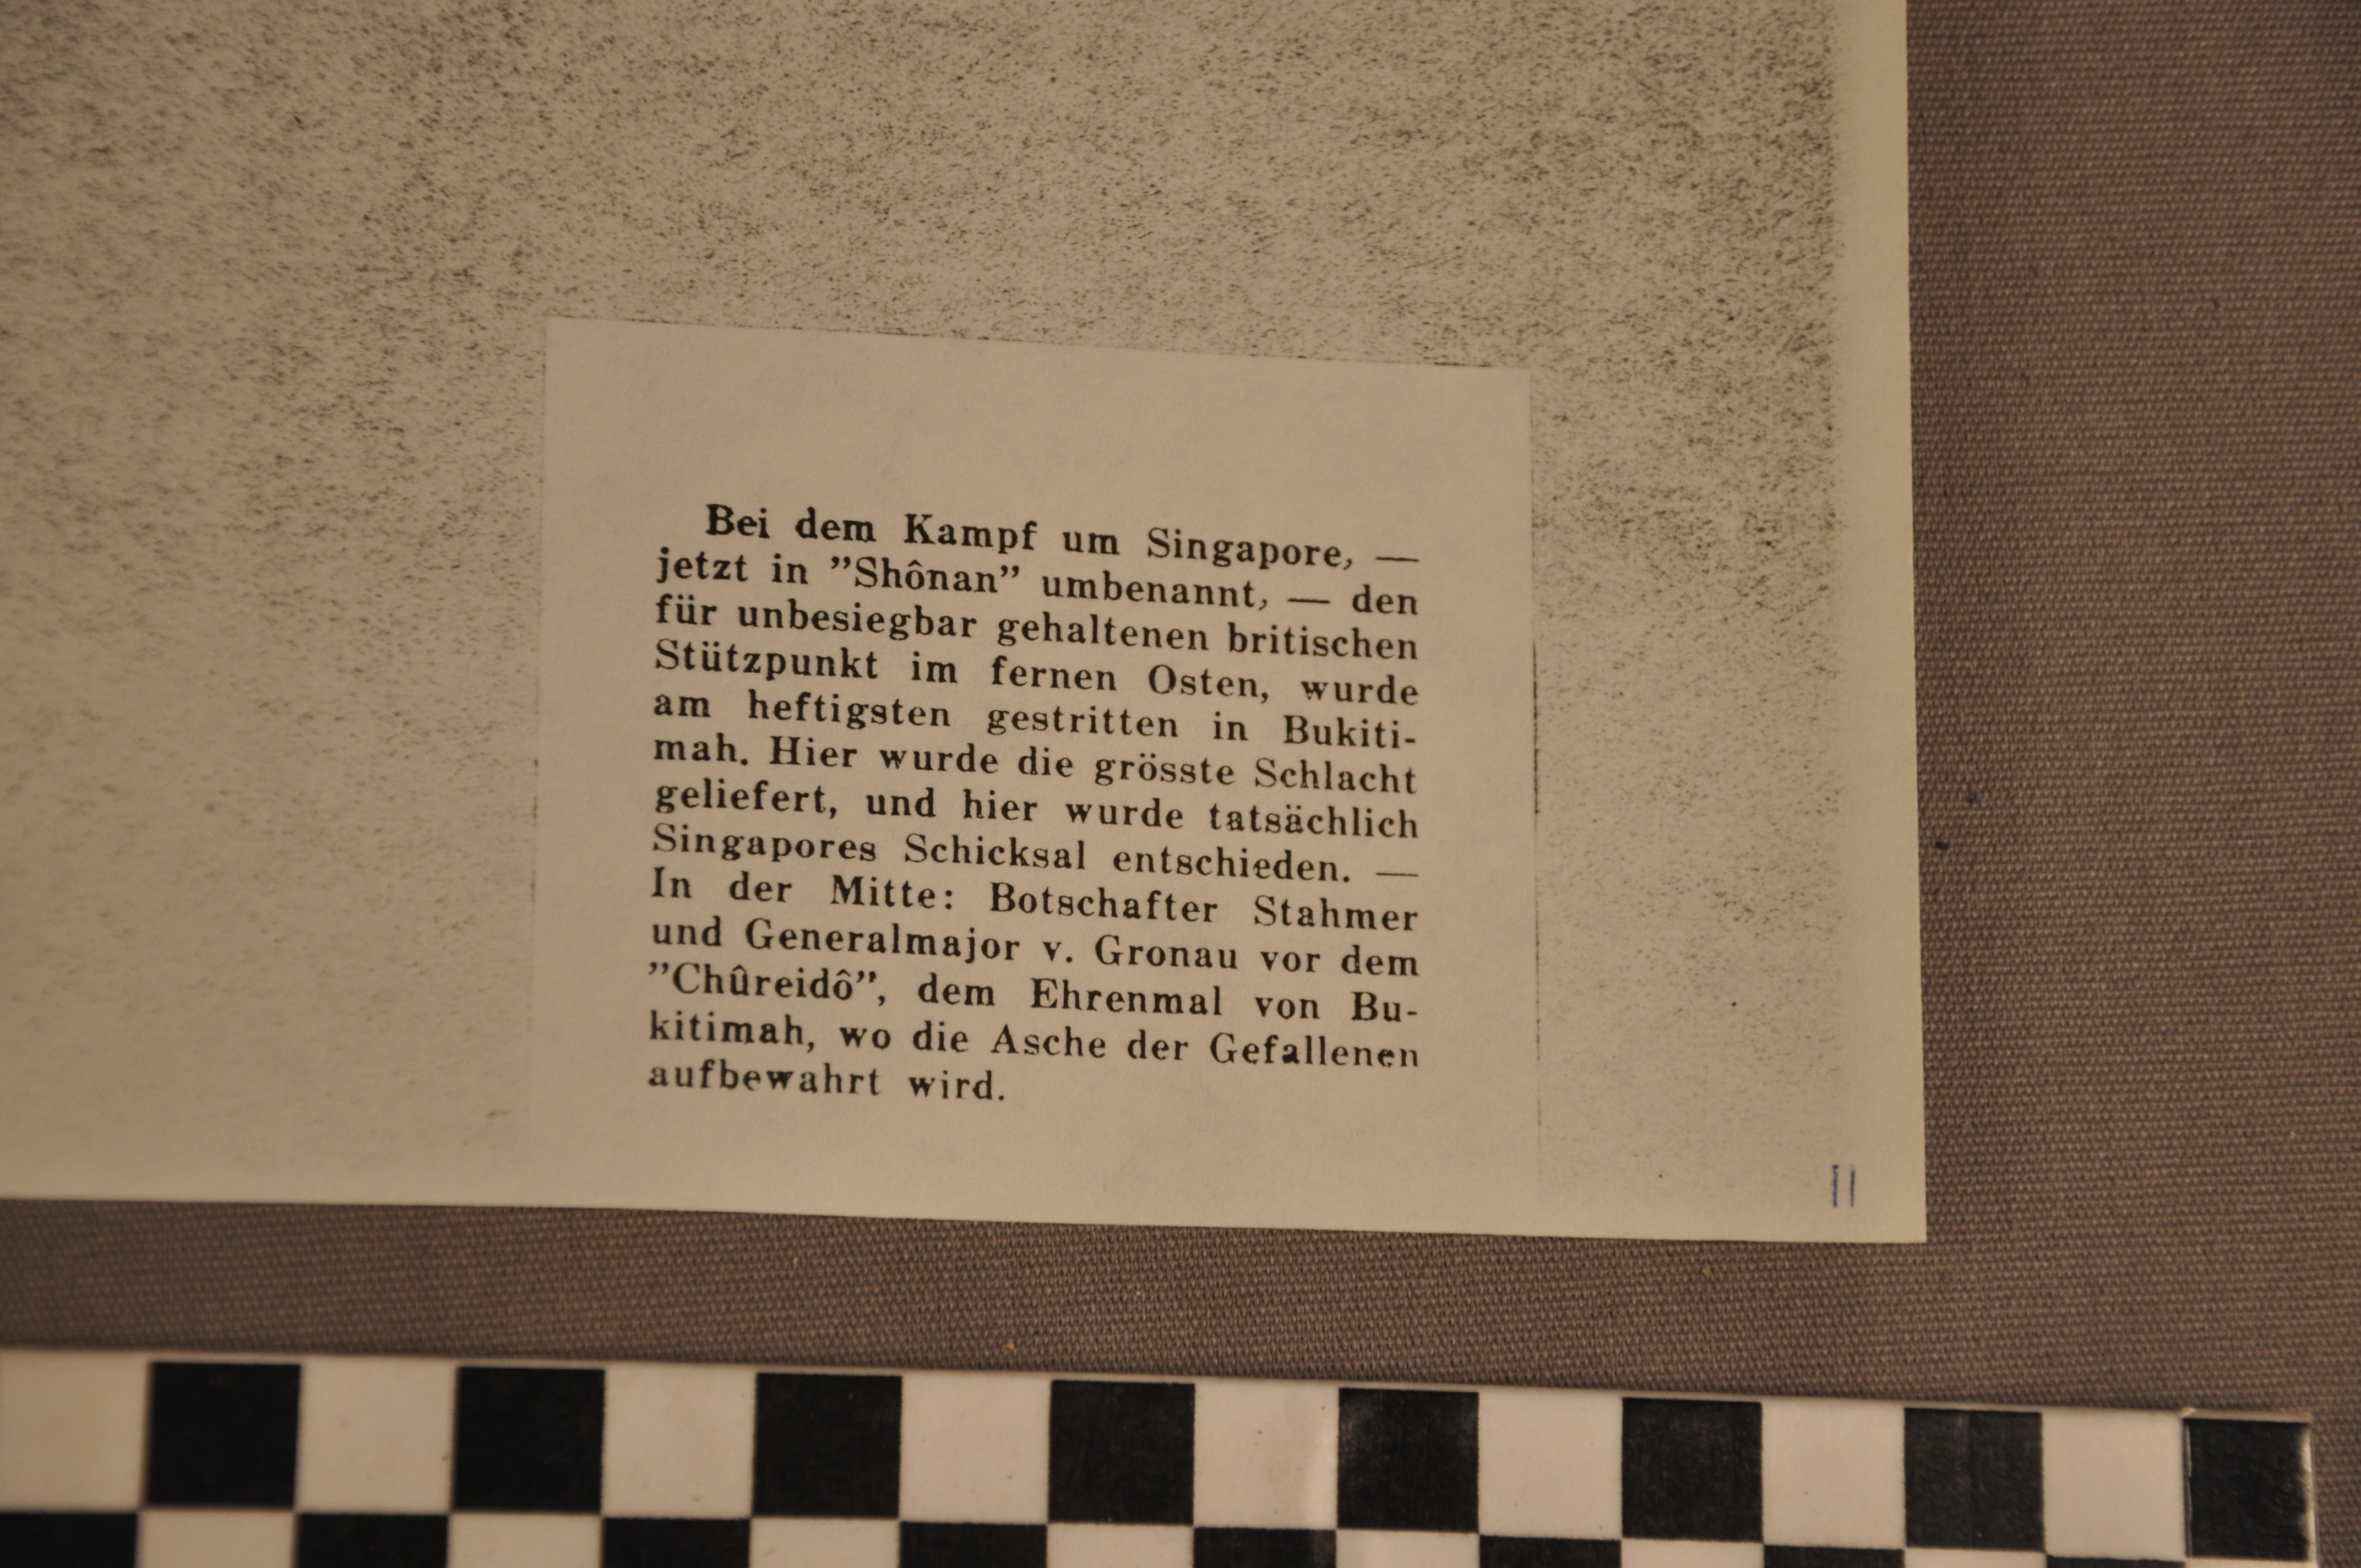 Bei dem Kampf um Singapore, —
jetzt in ”Shônan” umbenannt, — den
für unbesiegbar gehaltenen britischen
Stützpunkt im fernen Osten, wurde
am heftigsten gestritten in Bukiti-
mah. Hier wurde die grösste Schlacht
geliefert, und hier wurde tatsächlich
Singapores Schicksal entschieden. —
In der Mitte: Botschafter Stahmer
und Generalmajor v. Gronau vor dem
”Chûreidô”, dem Ehrenmal von Bu-
kitimah, wo die Asche der Gefallenen
aufbewahrt wird.
11